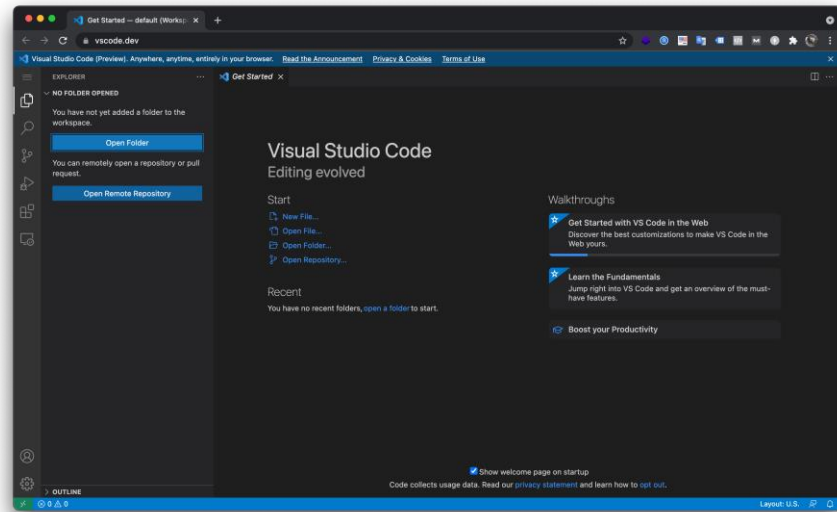 Get Started — default (Worksp
vscode.dev
Visual Studio Code (Preview). Anywhere, anytime, entirely in your browser. Read the Announcement Privacy & Cookies Terms of Use
EXPLORER
Get Started
NO FOLDER OPENED
You have not yet added a folder to the
workspace.
Open Folder
You can remotely open a repository or pull
request.
Open Remote Repository
Visual Studio Code
Editing evolved
Start
New File...
Open File...
Open Folder...
Open Repository...
Recent
You have no recent folders, open a folder to start.
Walkthroughs
Get Started with VS Code in the Web
Discover the best customizations to make VS Code in the
Web yours.
Learn the Fundamentals
Jump right into VS Code and get an overview of the must-
have features.
Boost your Productivity
Show welcome page on startup
Code collects usage data. Read our privacy statement and learn how to opt out.
OUTLINE
0 0
Layout: U.S.